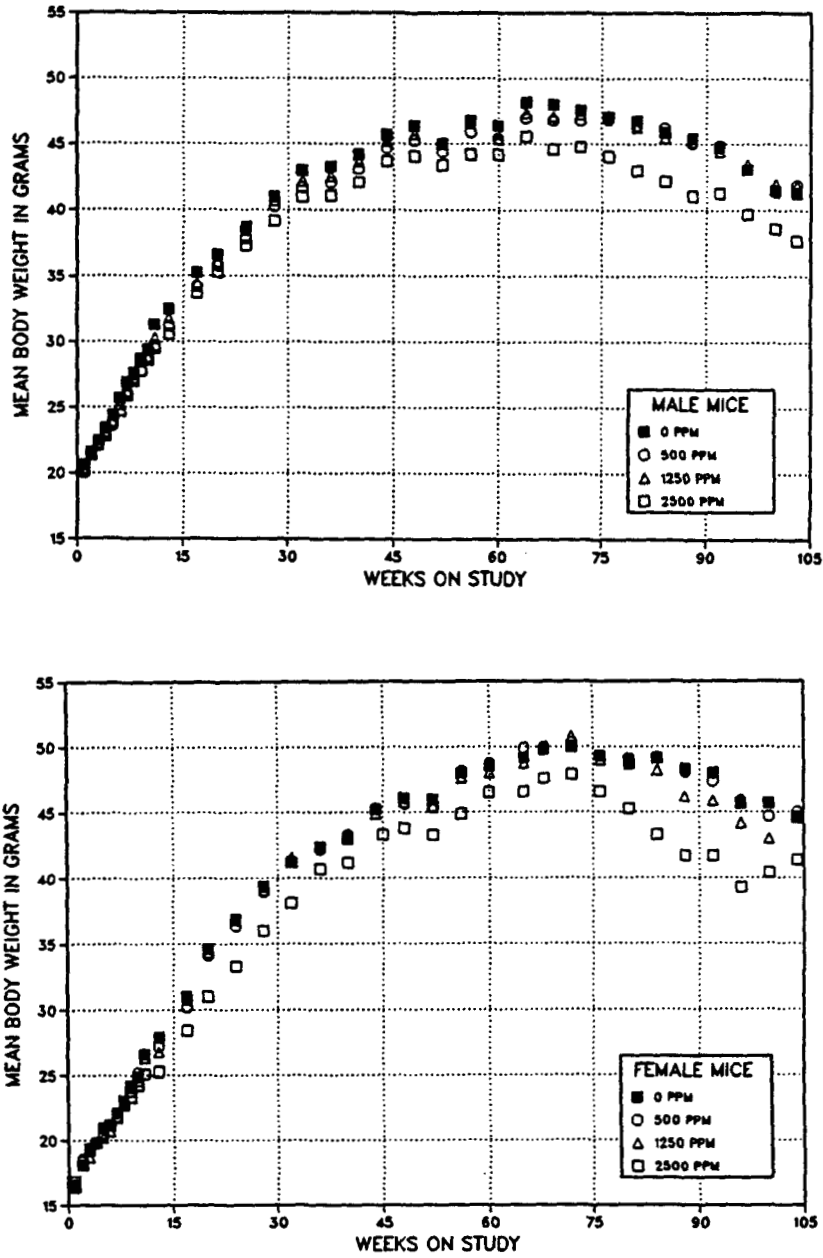 55
50
45
40
35
30
25
20
15
MEAN BODY WEIGHT IN GRAMS
MALE MICE
0 PPM
500 PPM
1250 PPM
2500 PPM
0 15 30 45 60 75 90 105
WEEKS ON STUDY
55
50
45
40
35
30
25
20
15
MEAN BODY WEIGHT IN GRAMS
FEMALE MICE
0 PPM
500 PPM
1250 PPM
2500 PPM
0 15 30 45 60 75 90 105
WEEKS ON STUDY